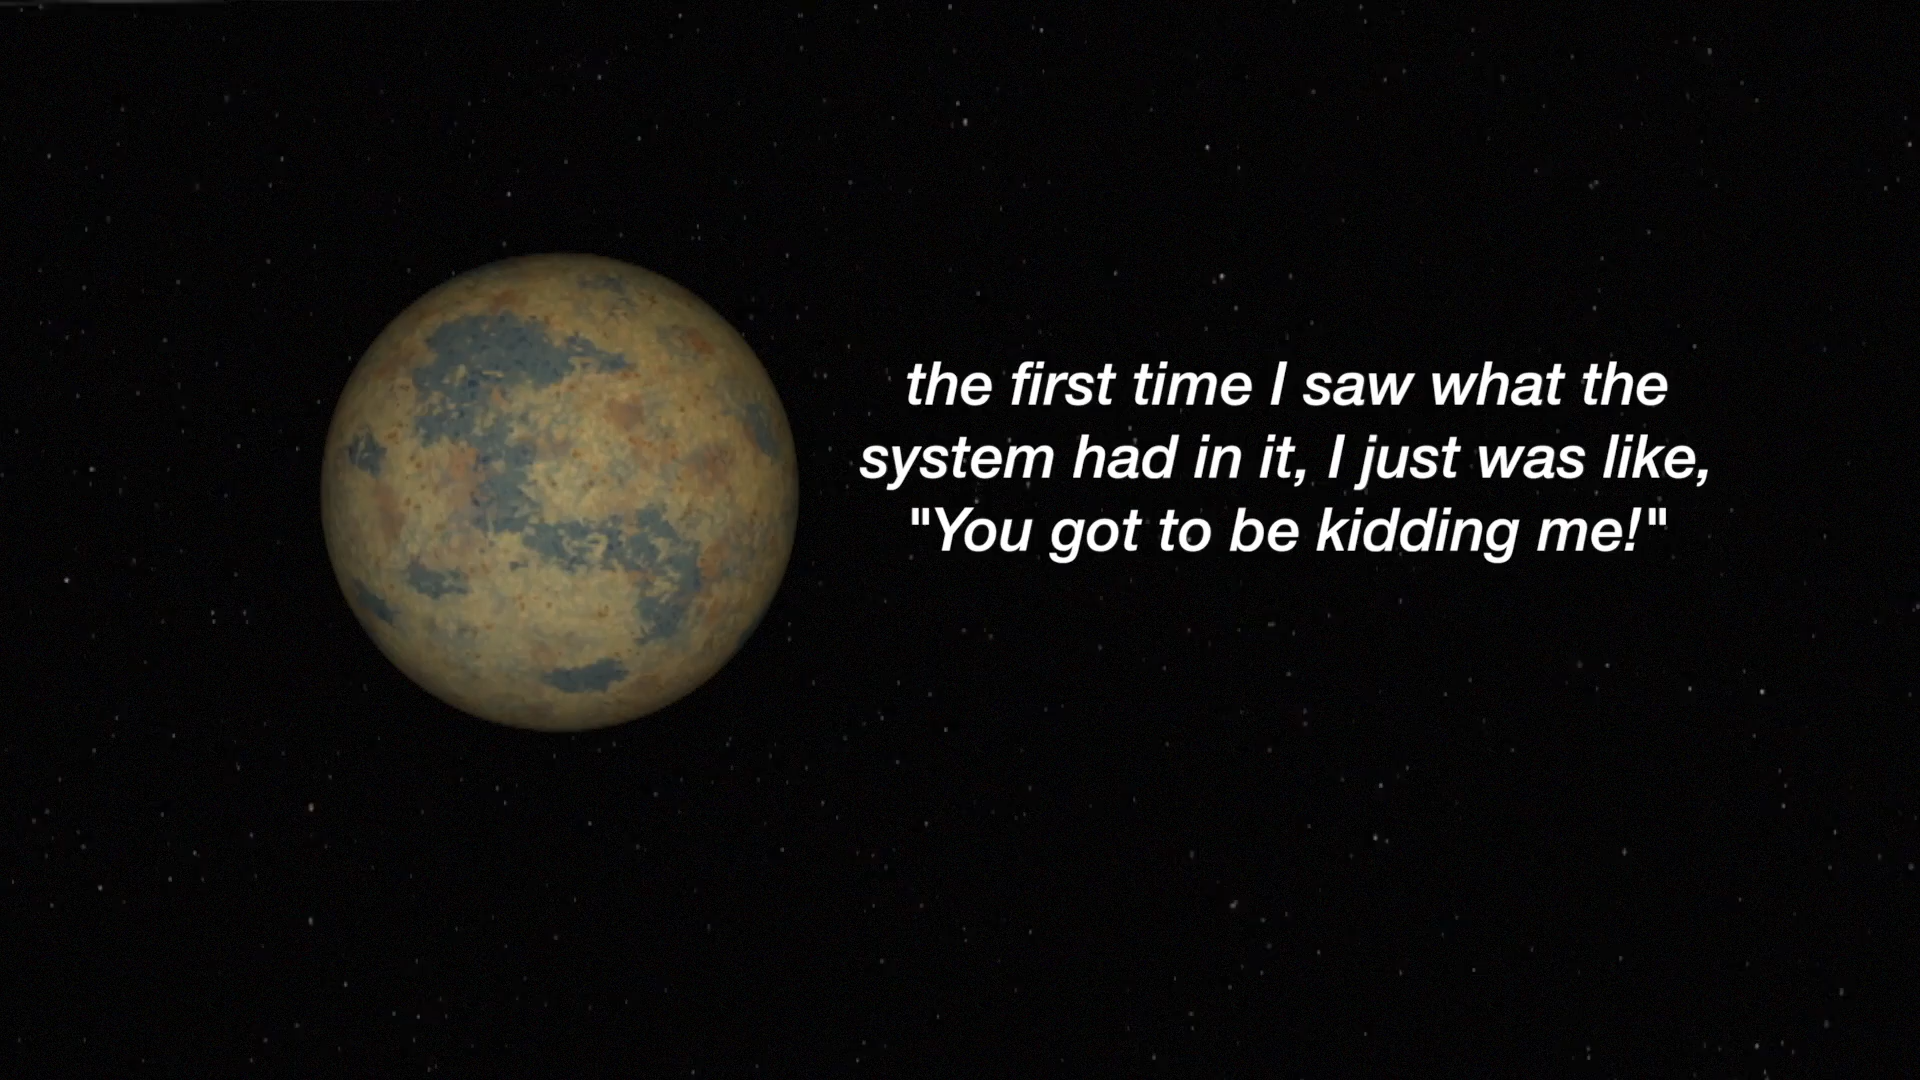 the first time I saw what the
system had in it, I just was like,
"You got to be kidding me!"